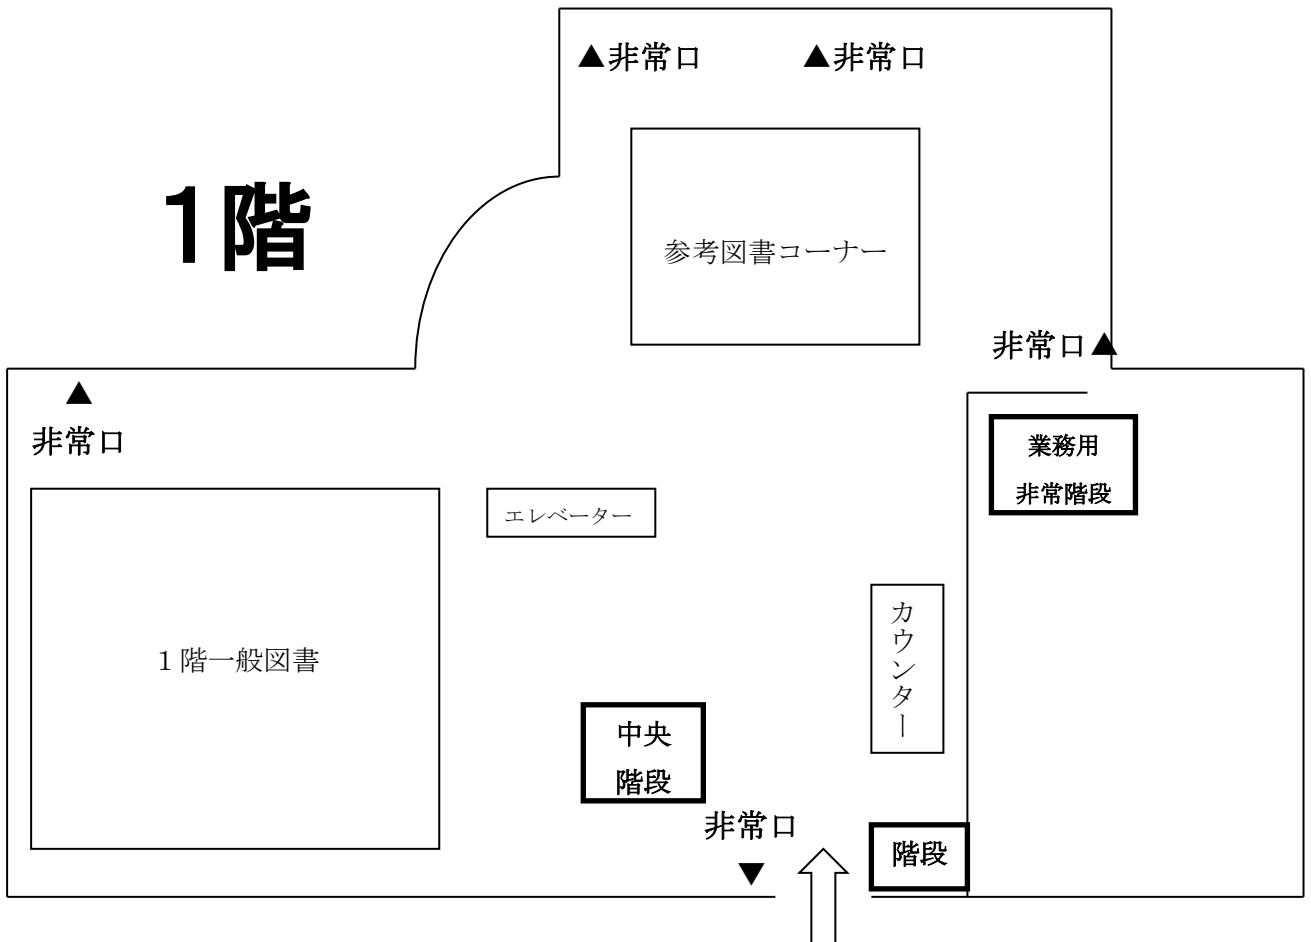 ▲非常口
▲非常口
1階
参考図書コーナー
非常口▲
▲
非常口
業務用
非常階段
エレベーター
カウンター
１階一般図書
中央
階段
非常口
▼
階段